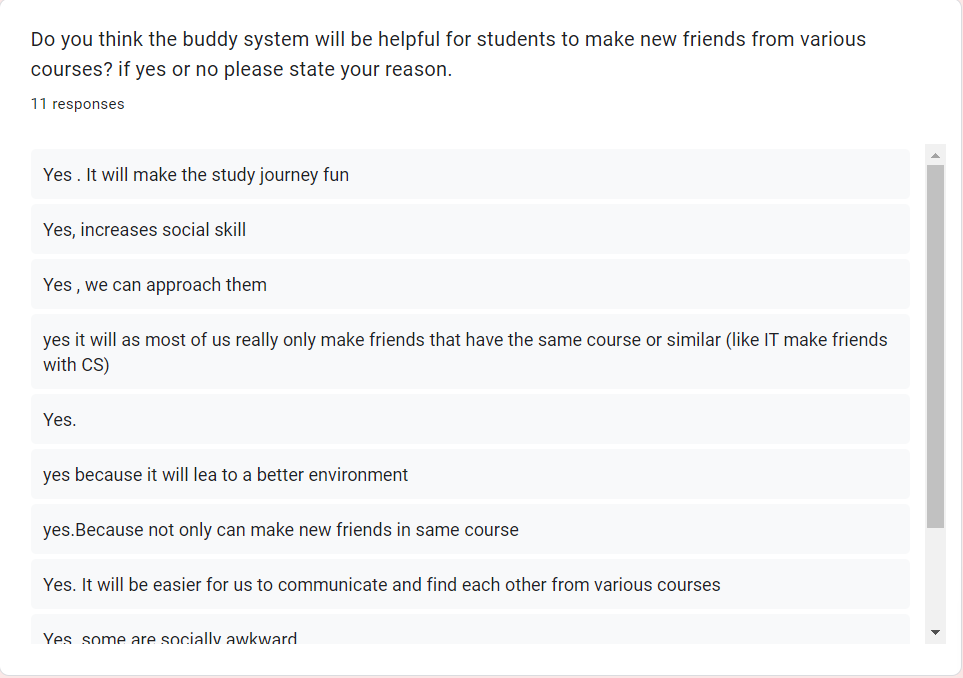 Do you think the buddy system will be helpful for students to make new friends from various
courses? if yes or no please state your reason.
11 responses
Yes . It will make the study journey fun
Yes, increases social skill
Yes , we can approach them
yes it will as most of us really only make friends that have the same course or similar (like IT make friends
with CS)
Yes.
yes because it will lea to a better environment
yes.Because not only can make new friends in same course
Yes. It will be easier for us to communicate and find each other from various courses
Yes, some are socially awkward